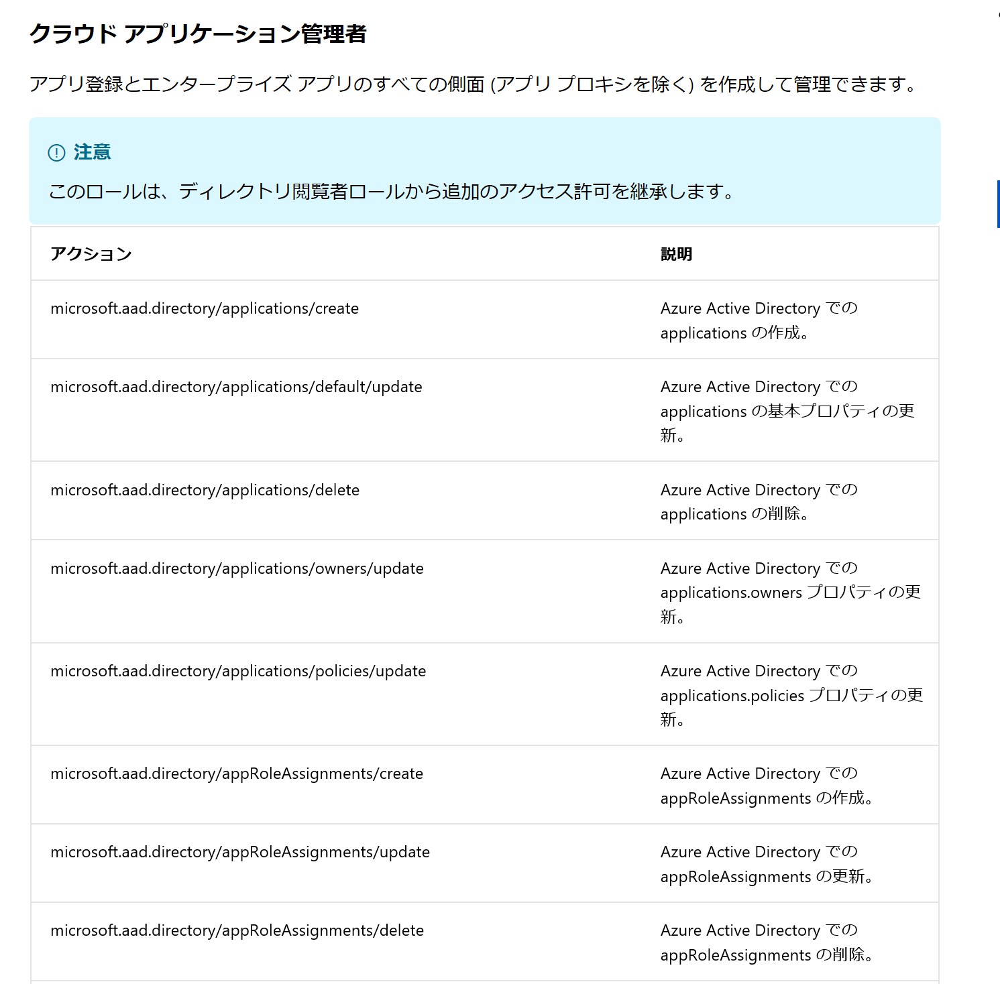 クラウド アプリケーション管理者
アプリ登録とエンタープライズ アプリのすべての側面 (アプリ プロキシを除く) を作成して管理できます。
注意
このロールは、ディレクトリ閲覧者ロールから追加のアクセス許可を継承します。
アクション
説明
microsoft.aad.directory/applications/create
Azure Active Directory での
applications の作成。
microsoft.aad.directory/applications/default/update
Azure Active Directory での
applications の基本プロパティの更
新。
microsoft.aad.directory/applications/delete
Azure Active Directory での
applications の削除。
microsoft.aad.directory/applications/owners/update
Azure Active Directory での
applications.owners プロパティの更
新。
microsoft.aad.directory/applications/policies/update
Azure Active Directory での
applications.policies プロパティの更
新。
microsoft.aad.directory/appRoleAssignments/create
Azure Active Directory での
appRoleAssignments の作成。
microsoft.aad.directory/appRoleAssignments/update
Azure Active Directory での
appRoleAssignments の更新。
microsoft.aad.directory/appRoleAssignments/delete
Azure Active Directory での
appRoleAssignments の削除。